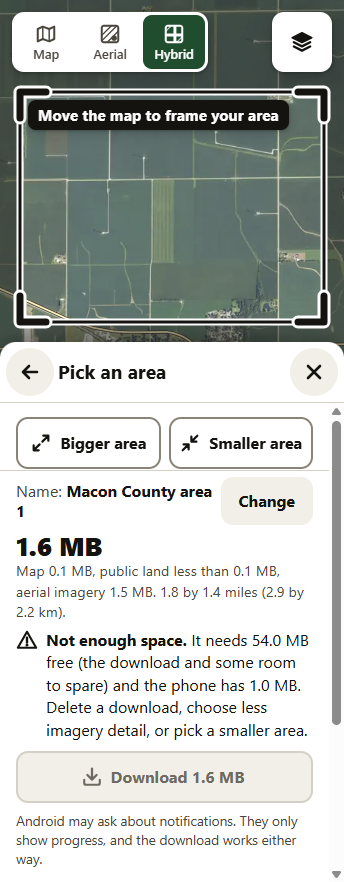 Map
Aerial
Hybrid
Move the map to frame your area
Pick an area
Bigger area
Smaller area
Name: Macon County area
1
Change
1.6 MB
Map 0.1 MB, public land less than 0.1 MB,
aerial imagery 1.5 MB. 1.8 by 1.4 miles (2.9 by
2.2 km).
Not enough space. It needs 54.0 MB
free (the download and some room
to spare) and the phone has 1.0 MB.
Delete a download, choose less
imagery detail, or pick a smaller area.
Download 1.6 MB
Android may ask about notifications. They only
show progress, and the download works either
way.